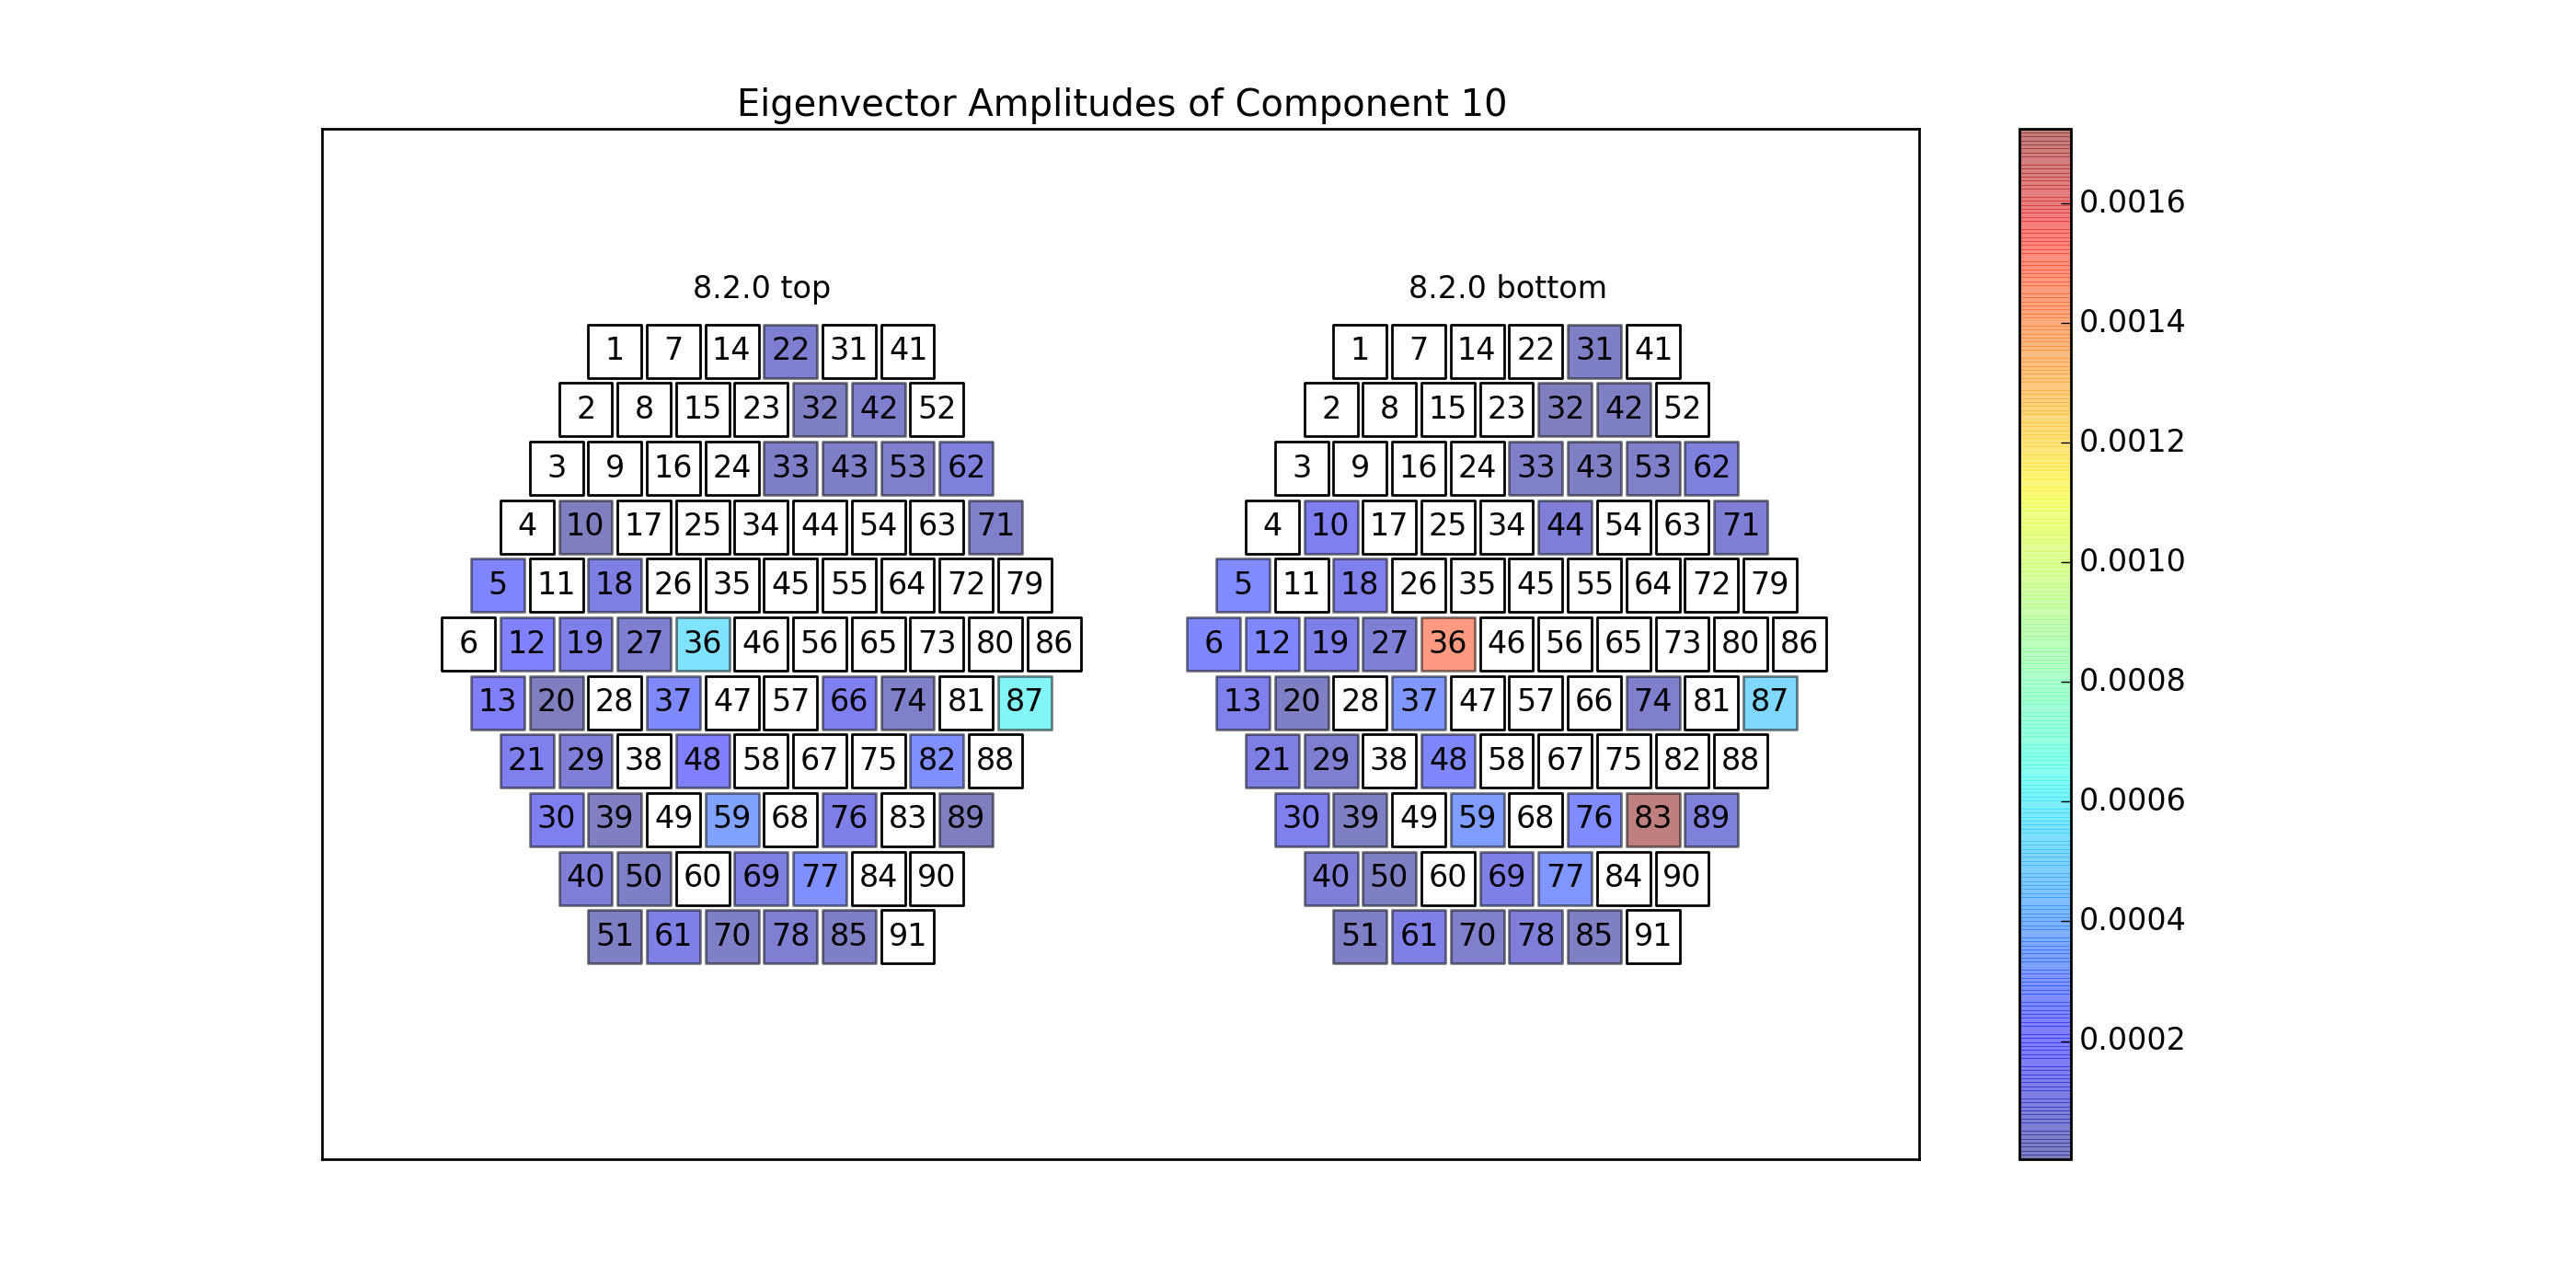 Eigenvector Amplitudes of Component 10
8.2.0 top
1 7 14 22 31 41
2 8 15 23 32 42 52
3 9 16 24 33 43 53 62
4 10 17 25 34 44 54 63 71
5 11 18 26 35 45 55 64 72 79
6 12 19 27 36 46 56 65 73 80 86
13 20 28 37 47 57 66 74 81 87
21 29 38 48 58 67 75 82 88
30 39 49 59 68 76 83 89
40 50 60 69 77 84 90
51 61 70 78 85 91
8.2.0 bottom
1 7 14 22 31 41
2 8 15 23 32 42 52
3 9 16 24 33 43 53 62
4 10 17 25 34 44 54 63 71
5 11 18 26 35 45 55 64 72 79
6 12 19 27 36 46 56 65 73 80 86
13 20 28 37 47 57 66 74 81 87
21 29 38 48 58 67 75 82 88
30 39 49 59 68 76 83 89
40 50 60 69 77 84 90
51 61 70 78 85 91
0.0016
0.0014
0.0012
0.0010
0.0008
0.0006
0.0004
0.0002